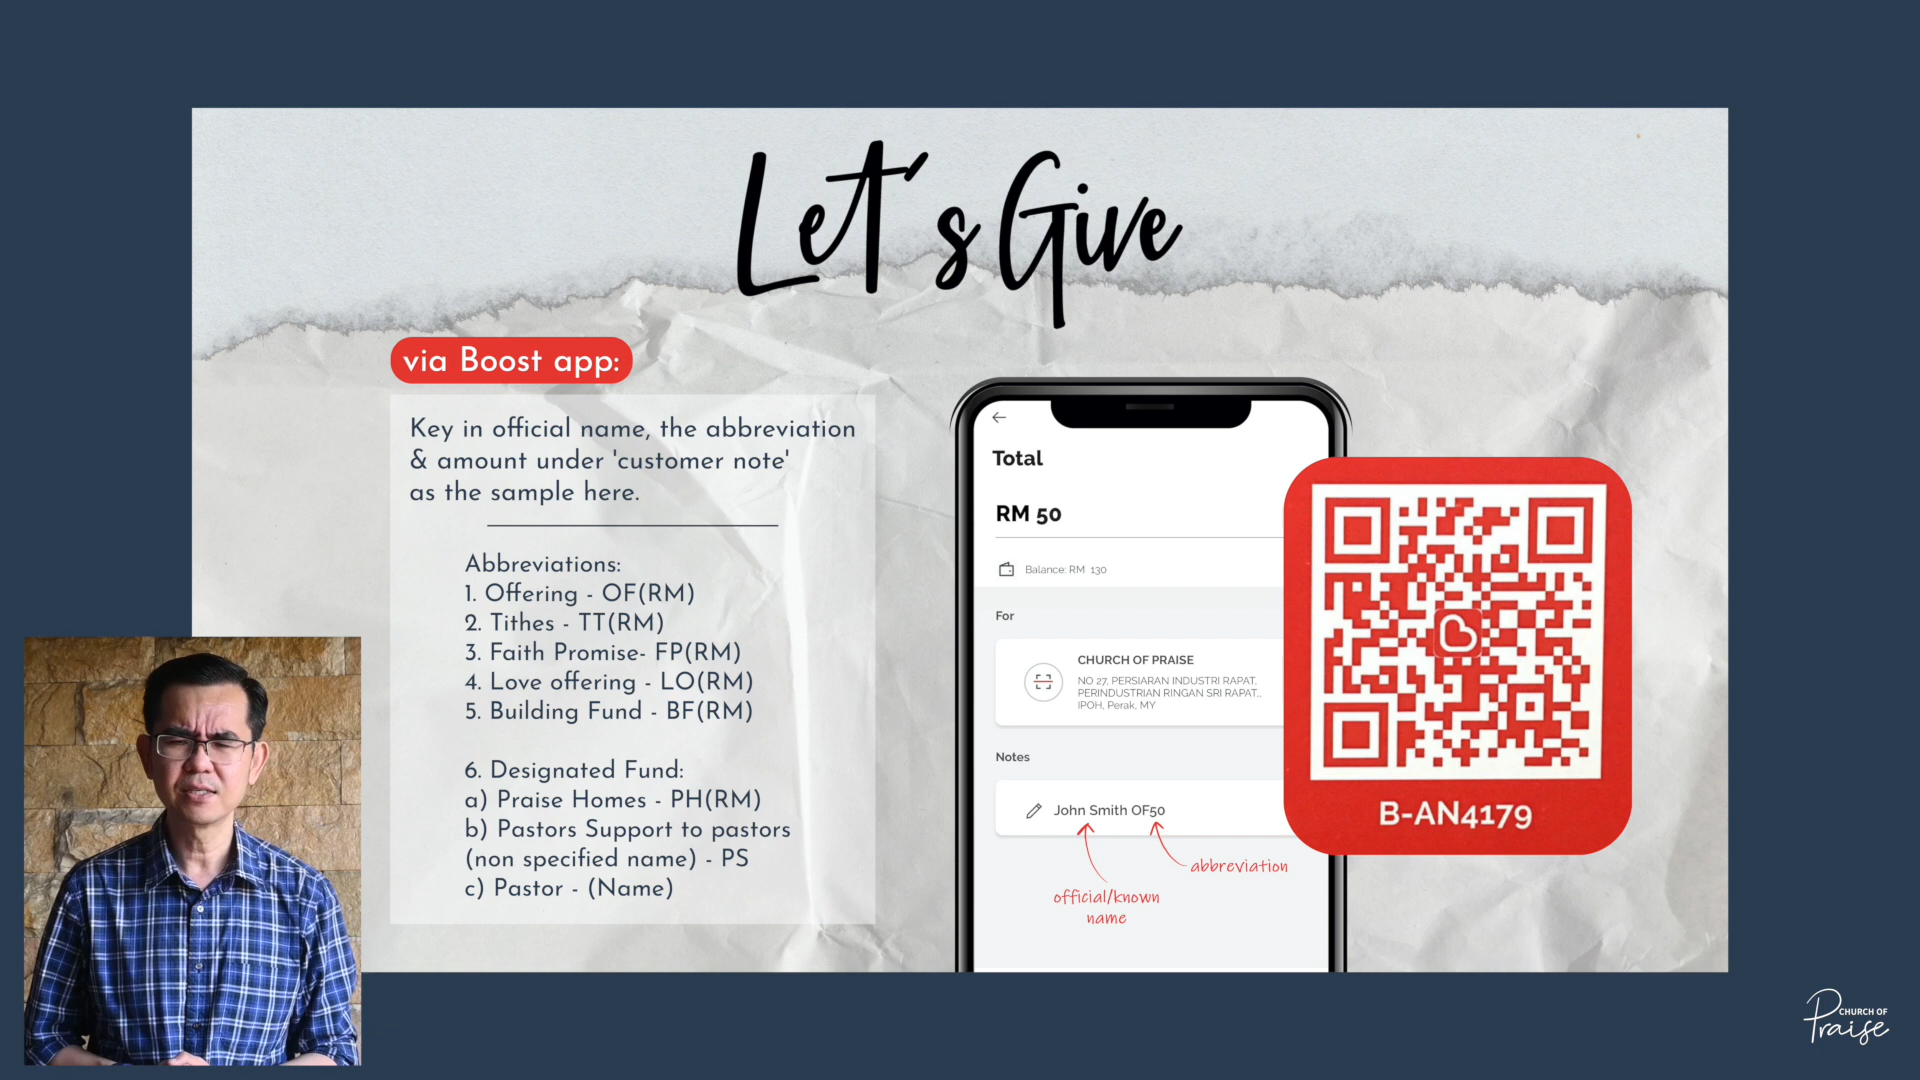 Let's Give
via Boost app:
Key in official name, the abbreviation
& amount under 'customer note'
as the sample here.
Abbreviations:
1. Offering - OF(RM)
2. Tithes - TT(RM)
3. Faith Promise- FP(RM)
4. Love offering - LO(RM)
5. Building Fund - BF(RM)
6. Designated Fund:
a) Praise Homes - PH(RM)
b) Pastors Support to pastors
(non specified name) - PS
c) Pastor - (Name)
Total
RM 50
Balance: RM 130
For
CHURCH OF PRAISE
NO 27, PERSIARAN INDUSTRI RAPAT,
PERINDUSTRIAN RINGAN SRI RAPAT,,
IPOH, Perak, MY
Notes
John Smith OF50
abbreviation
official/known
name
B-AN4179
CHURCH OF
Praise